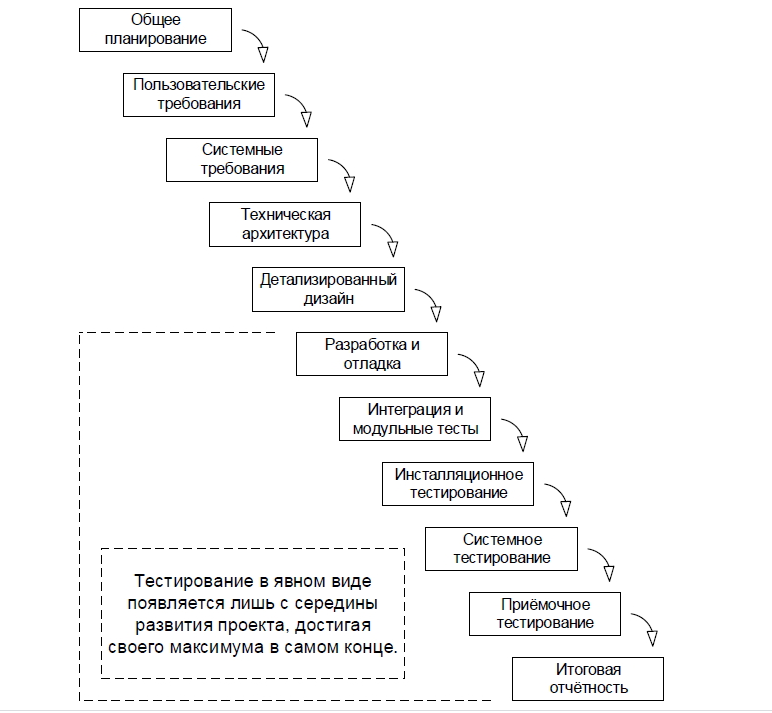 Общее
планирование
Пользовательские
требования
Системные
требования
Техническая
архитектура
Детализированный
дизайн
Разработка и
отладка
Интеграция и
модульные тесты
Инсталляционное
тестирование
Системное
тестирование
Тестирование в явном виде
появляется лишь с середины
развития проекта, достигая
своего максимума в самом конце.
Приёмочное
тестирование
Итоговая
отчётность